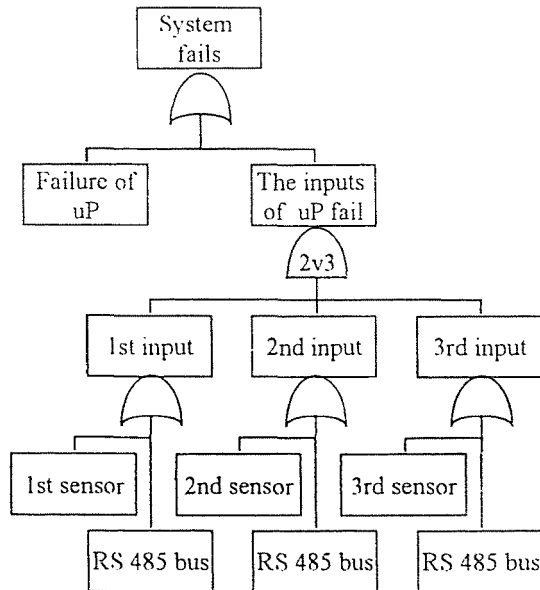 System
fails
Failure of
uP
The inputs
of uP fail
2v3
1st input
2nd input
3rd input
1st sensor
2nd sensor
3rd sensor
RS 485 bus
RS 485 bus
RS 485 bus